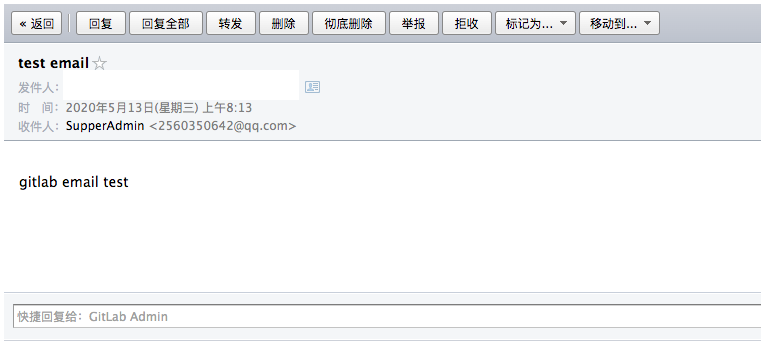 « 返回 回复 回复全部 转发 删除 彻底删除 举报 拒收 标记为... 移动到...
test email
发件人：
时 间：2020年5月13日(星期三) 上午8:13
收件人：SupperAdmin <2560350642@qq.com>
gitlab email test
快捷回复给：GitLab Admin